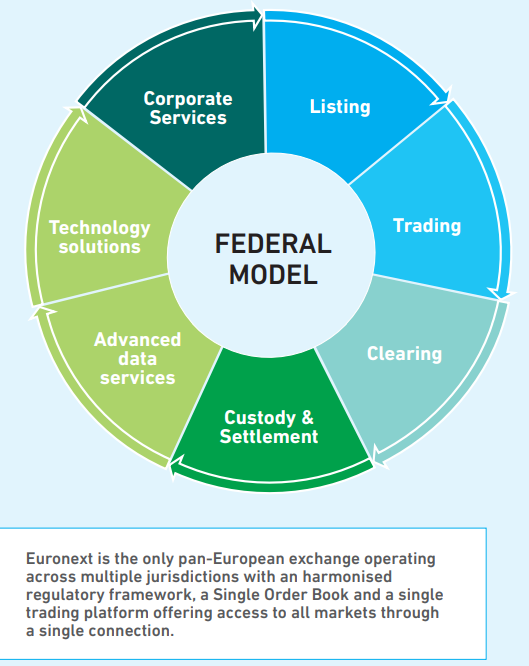 Corporate
Services
Listing
Technology
solutions
FEDERAL
MODEL
Trading
Advanced
data
services
Clearing
Custody &
Settlement
Euronext is the only pan-European exchange operating
across multiple jurisdictions with an harmonised
regulatory framework, a Single Order Book and a single
trading platform offering access to all markets through
a single connection.